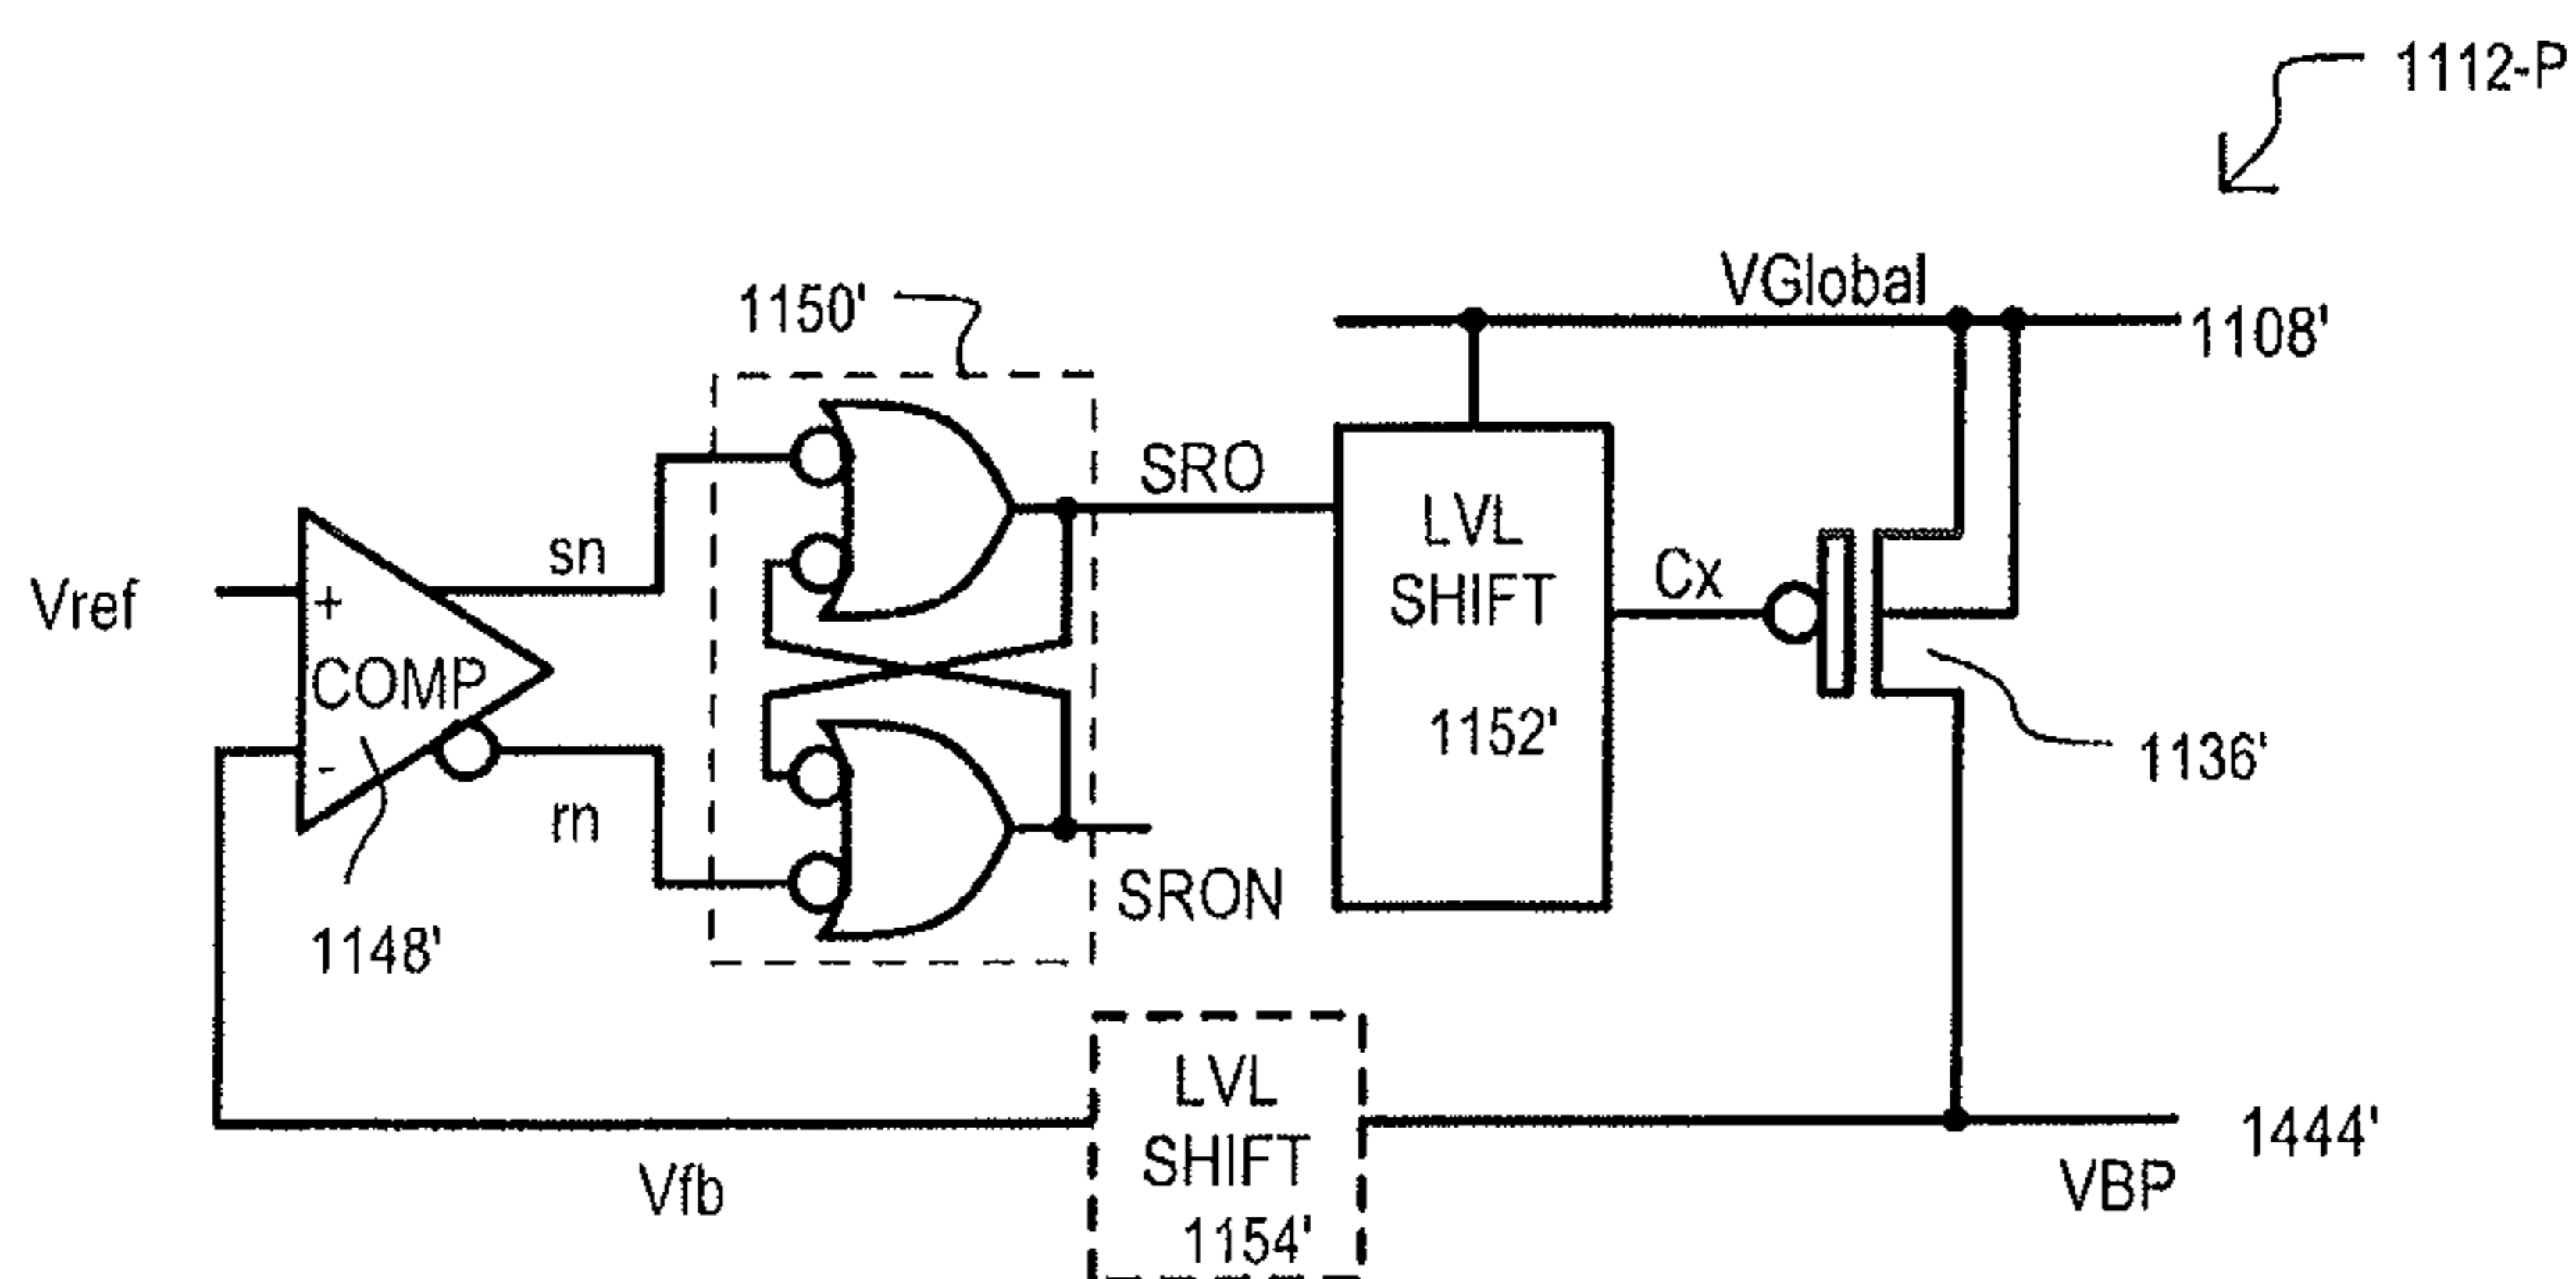 1112-P
VGlobal
1108'
1150'
SRO
LVL
SHIFT
1152'
Cx
1136'
sn
Vref
+
COMP
-
rn
1148'
SRON
LVL
SHIFT
1154'
Vfb
1444'
VBP